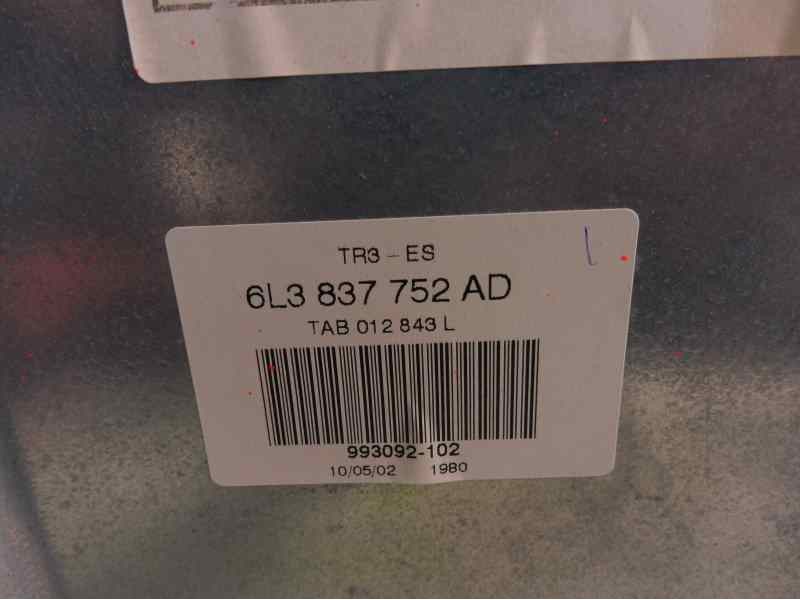 TR3 - ES
6L3 837 752 AD
TAB 012 843 L
993092-102
10/05/02 1980